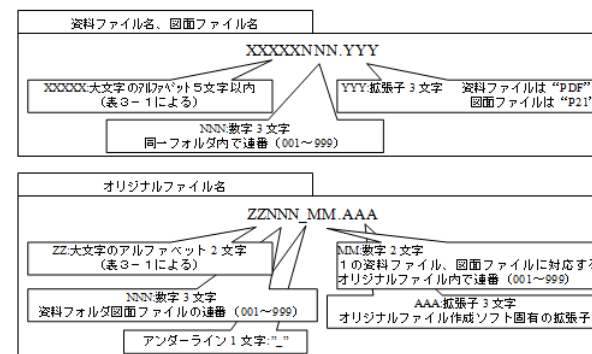 資料ファイル名、図面ファイル名
XXXXXNNN.YYY
XXXXX:大文字のアルファベット5文字以内
(表3-1による)
YYY:拡張子3文字 資料ファイルは“PDF”
図面ファイルは“P21”
NNN:数字3文字
同一フォルダ内で連番(001~999)
オリジナルファイル名
ZZNNN_MM.AAA
ZZ:大文字のアルファベット2文字
(表3-1による)
MM:数字2文字
1の資料ファイル、図面ファイルに対応する
オリジナルファイル内で連番(001~999)
NNN:数字3文字
資料フォルダ図面ファイルの連番(001~999)
AAA:拡張子3文字
オリジナルファイル作成ソフト固有の拡張子
アンダーライン1文字:"_"